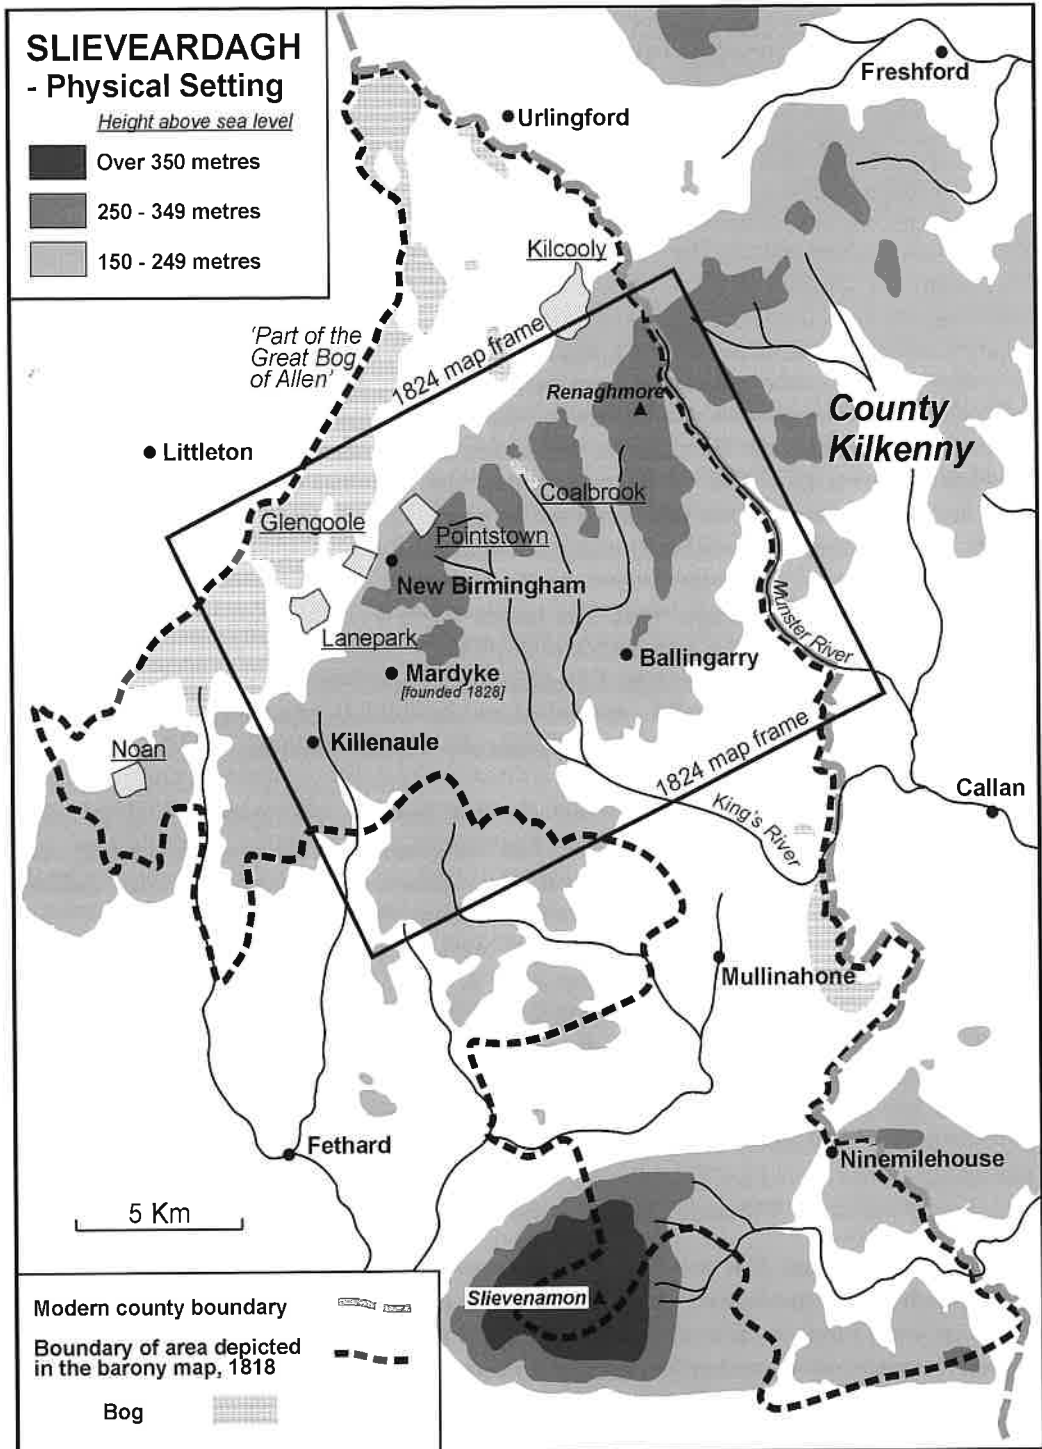 SLIEVEARDAGH
- Physical Setting
Height above sea level
Over 350 metres
250 - 349 metres
150 - 249 metres
Freshford
Urlingford
Kilcooly
'Part of the
Great Bog
of Allen'
1824 map frame
Renaghmore
County
Kilkenny
Littleton
Coalbrook
Glengoole
Pointstown
New Birmingham
Munster River
Lanepark
Ballingarry
Mardyke
[founded 1828]
Killenaule
Noan
1824 map frame
King's River
Callan
Mullinahone
Fethard
Ninemilehouse
5 Km
Slievenamon
Modern county boundary
Boundary of area depicted
in the barony map, 1818
Bog